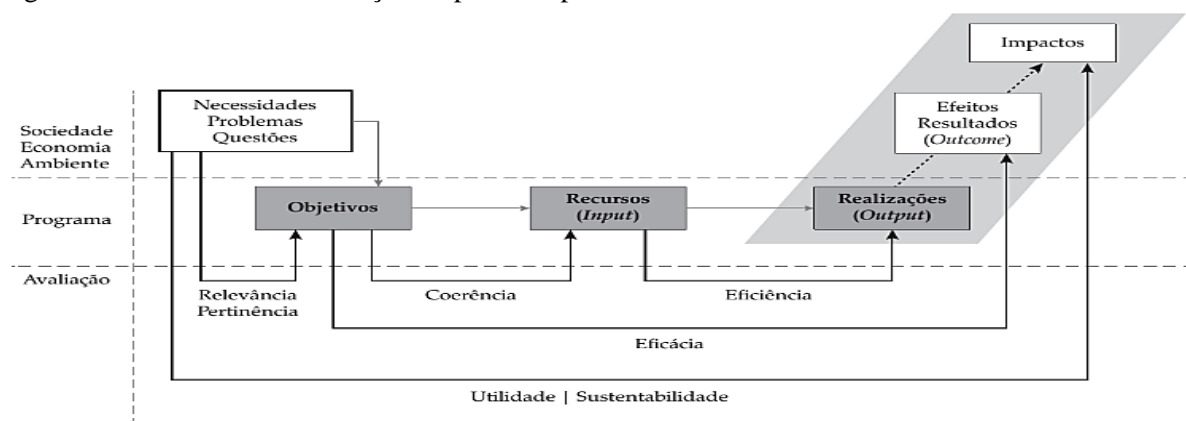 Impactos
Necessidades
Problemas
Questões
Efeitos
Resultados
(Outcome)
Sociedade
Economia
Ambiente
Programa
Objetivos
Recursos
(Input)
Realizações
(Output)
Avaliação
Relevância
Pertinência
Coerência
Eficiência
Eficácia
Utilidade | Sustentabilidade